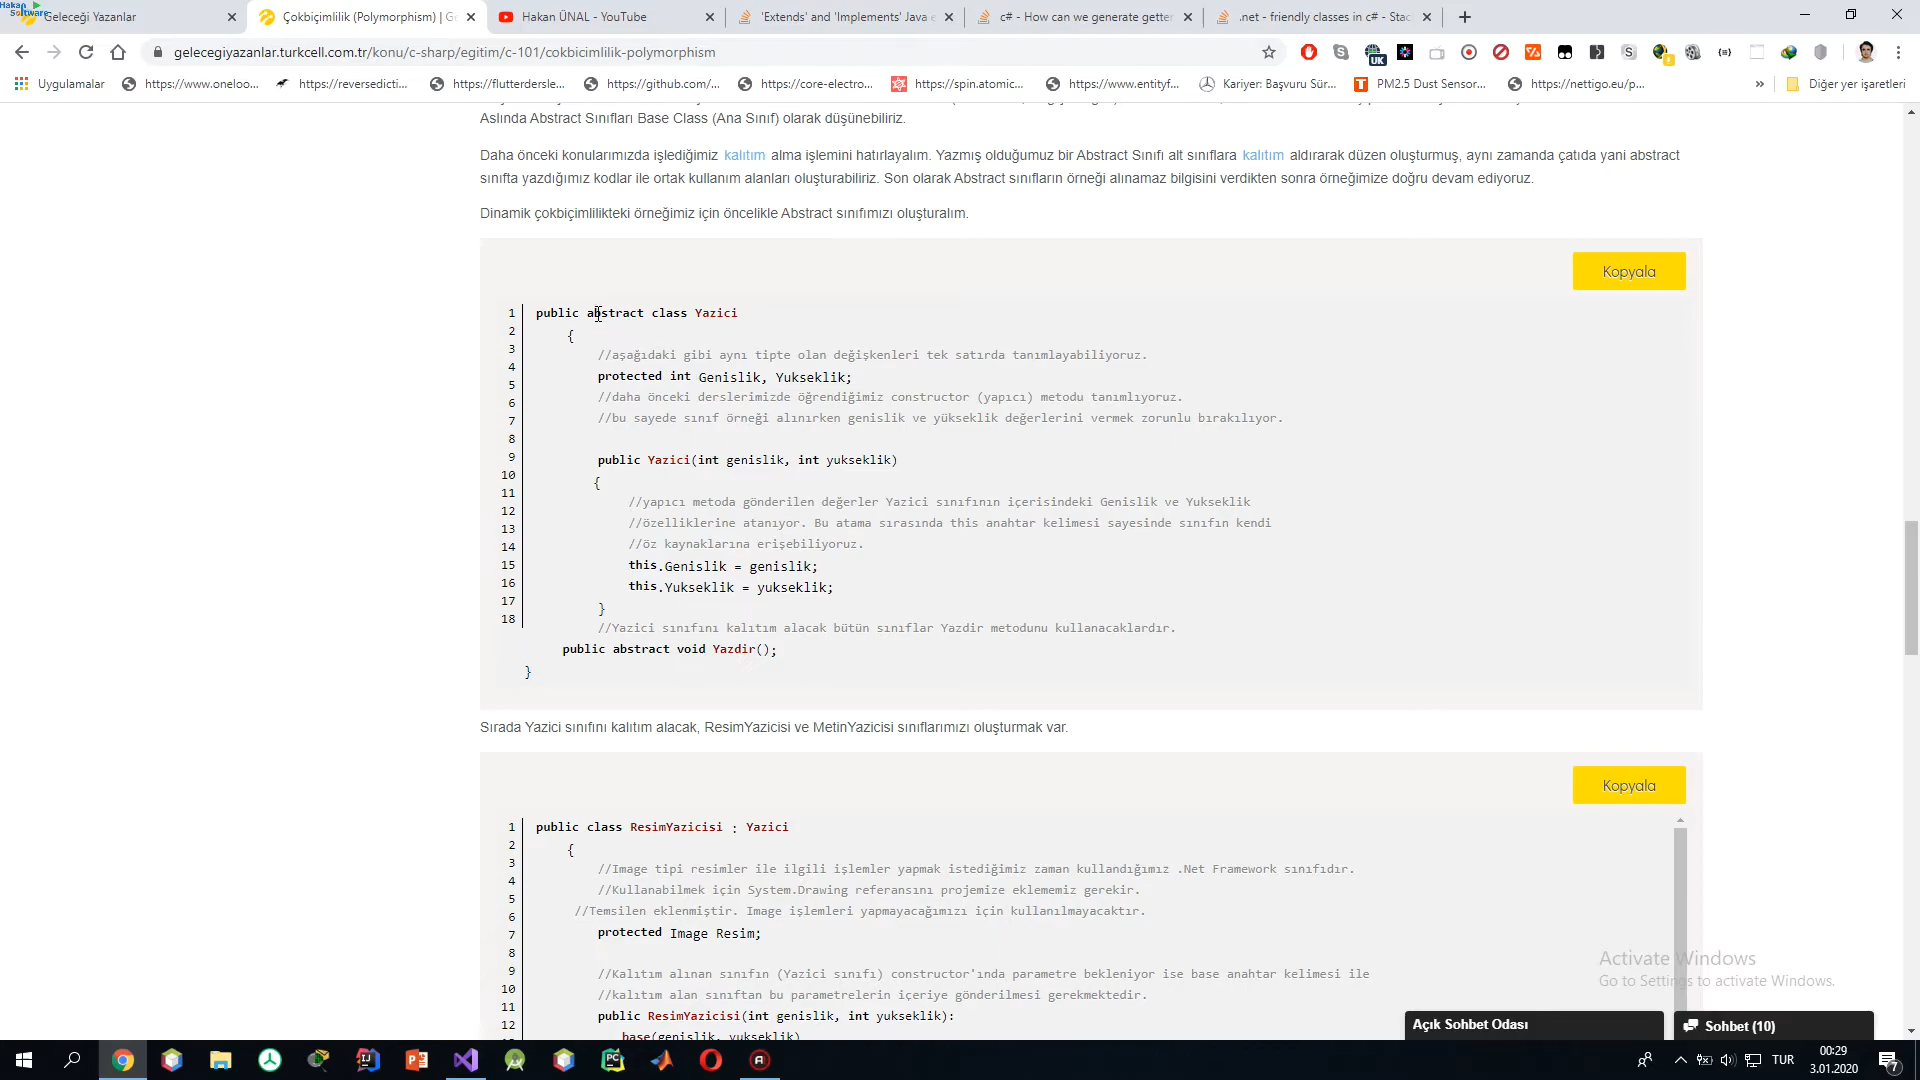 Hakan
Software
Geleceği Yazanlar
Çokbiçimlilik (Polymorphism) | Ge
Hakan ÜNAL - YouTube
'Extends' and 'Implements' Java e
c# - How can we generate getter
.net - friendly classes in c# - Stac
gelecegiyazanlar.turkcell.com.tr/konu/c-sharp/egitim/c-101/cokbicimlilik-polymorphism
Uygulamalar
https://www.oneloo...
https://reversedicti...
https://flutterdersle...
https://github.com/...
https://core-electro...
https://spin.atomic...
https://www.entityf...
Kariyer: Başvuru Sür...
PM2.5 Dust Sensor...
https://nettigo.eu/p...
Diğer yer işaretleri
Aslında Abstract Sınıfları Base Class (Ana Sınıf) olarak düşünebiliriz.
Daha önceki konularımızda işlediğimiz kalıtım alma işlemini hatırlayalım. Yazmış olduğumuz bir Abstract Sınıfı alt sınıflara kalıtım aldırarak düzen oluşturmuş, aynı zamanda çatıda yani abstract
sınıfta yazdığımız kodlar ile ortak kullanım alanları oluşturabiliriz. Son olarak Abstract sınıfların örneği alınamaz bilgisini verdikten sonra örneğimize doğru devam ediyoruz.
Dinamik çokbiçimlilikteki örneğimiz için öncelikle Abstract sınıfımızı oluşturalım.
Kopyala
1 public abstract class Yazici
2 {
3 //aşağıdaki gibi aynı tipte olan değişkenleri tek satırda tanımlayabiliyoruz.
4 protected int Genislik, Yukseklik;
5 //daha önceki derslerimizde öğrendiğimiz constructor (yapıcı) metodu tanımlıyoruz.
6 //bu sayede sınıf örneği alınırken genislik ve yükseklik değerlerini vermek zorunlu bırakılıyor.
7
8
9 public Yazici(int genislik, int yukseklik)
10 {
11 //yapıcı metoda gönderilen değerler Yazici sınıfının içerisindeki Genislik ve Yukseklik
12 //özelliklerine atanıyor. Bu atama sırasında this anahtar kelimesi sayesinde sınıfın kendi
13 //öz kaynaklarına erişebiliyoruz.
14 this.Genislik = genislik;
15 this.Yukseklik = yukseklik;
16 }
17 //Yazici sınıfını kalıtım alacak bütün sınıflar Yazdir metodunu kullanacaklardır.
18 public abstract void Yazdir();
}
Sırada Yazici sınıfını kalıtım alacak, ResimYazicisi ve MetinYazicisi sınıflarımızı oluşturmak var.
Kopyala
1 public class ResimYazicisi : Yazici
2 {
3 //Image tipi resimler ile ilgili işlemler yapmak istediğimiz zaman kullandığımız .Net Framework sınıfıdır.
4 //Kullanabilmek için System.Drawing referansını projemize eklememiz gerekir.
5 //Temsilen eklenmiştir. Image işlemleri yapmayacağımızı için kullanılmayacaktır.
6
7 protected Image Resim;
8
9 //Kalıtım alınan sınıfın (Yazici sınıfı) constructor'ında parametre bekleniyor ise base anahtar kelimesi ile
10 //kalıtım alan sınıftan bu parametrelerin içeriye gönderilmesi gerekmektedir.
11 public ResimYazicisi(int genislik, int yukseklik):
12 base(genislik, yukseklik)
Activate Windows
Go to Settings to activate Windows.
Açık Sohbet Odası
Sohbet (10)
TUR
00:29
3.01.2020
7